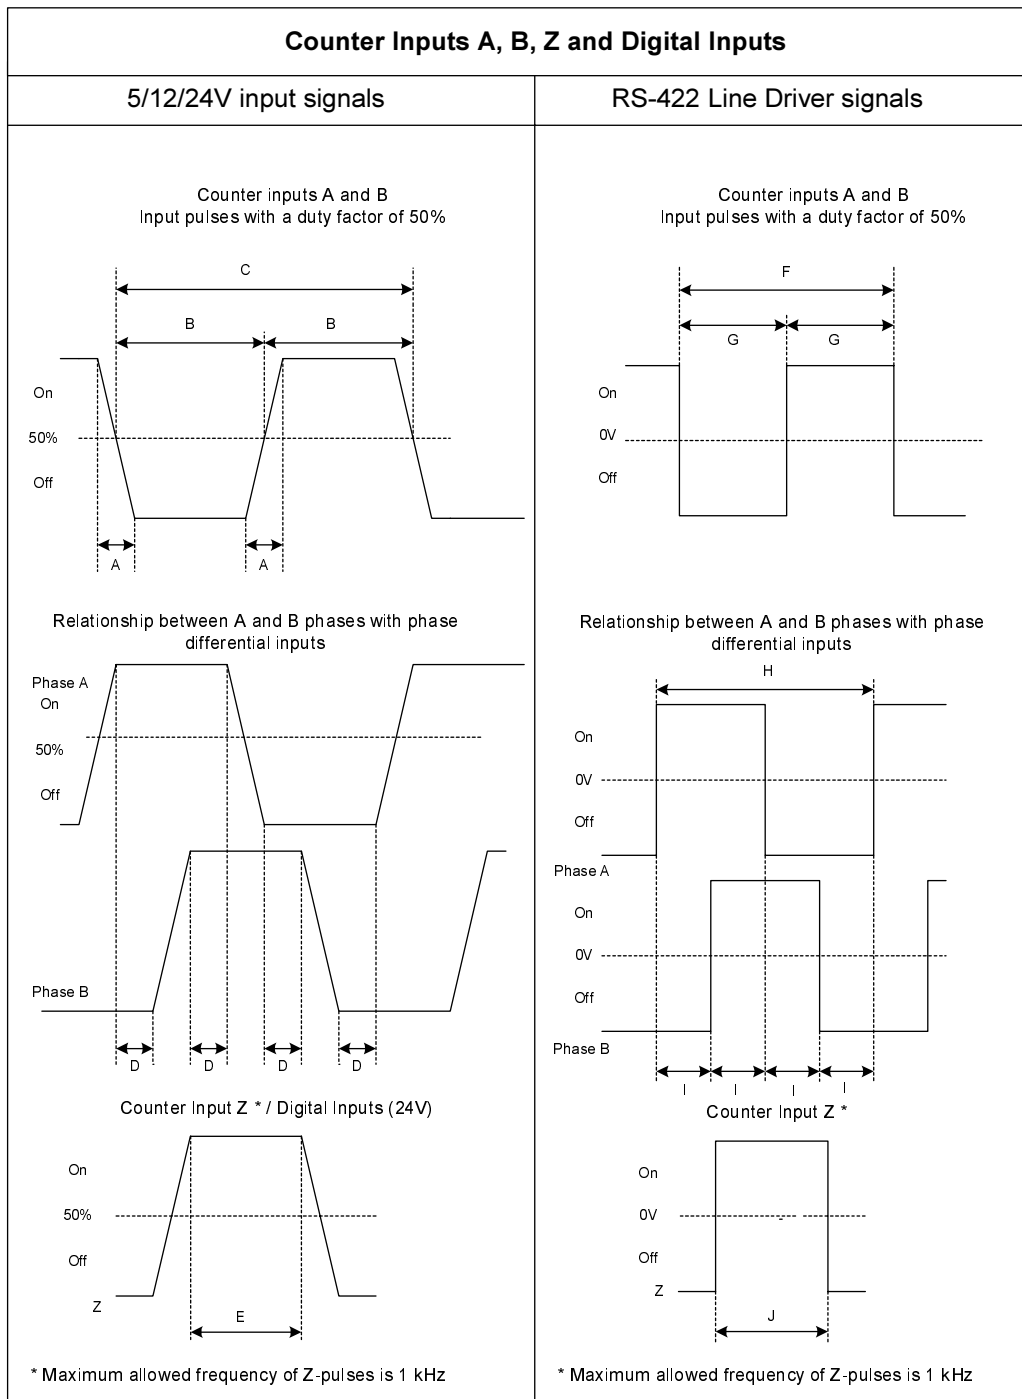 Counter Inputs A, B, Z and Digital Inputs
5/12/24V input signals
RS-422 Line Driver signals
Counter inputs A and B
Input pulses with a duty factor of 50%
C
B
B
On
50%
Off
A
A
Relationship between A and B phases with phase
differential inputs
Phase A
On
50%
Off
Phase B
D
D
D
D
Counter Input Z * / Digital Inputs (24V)
On
50%
Off
Z
E
* Maximum allowed frequency of Z-pulses is 1 kHz
Counter inputs A and B
Input pulses with a duty factor of 50%
F
G
G
On
0V
Off
Relationship between A and B phases with phase
differential inputs
H
On
0V
Off
Phase A
On
0V
Off
Phase B
I
I
I
I
Counter Input Z *
On
0V
Off
Z
J
* Maximum allowed frequency of Z-pulses is 1 kHz